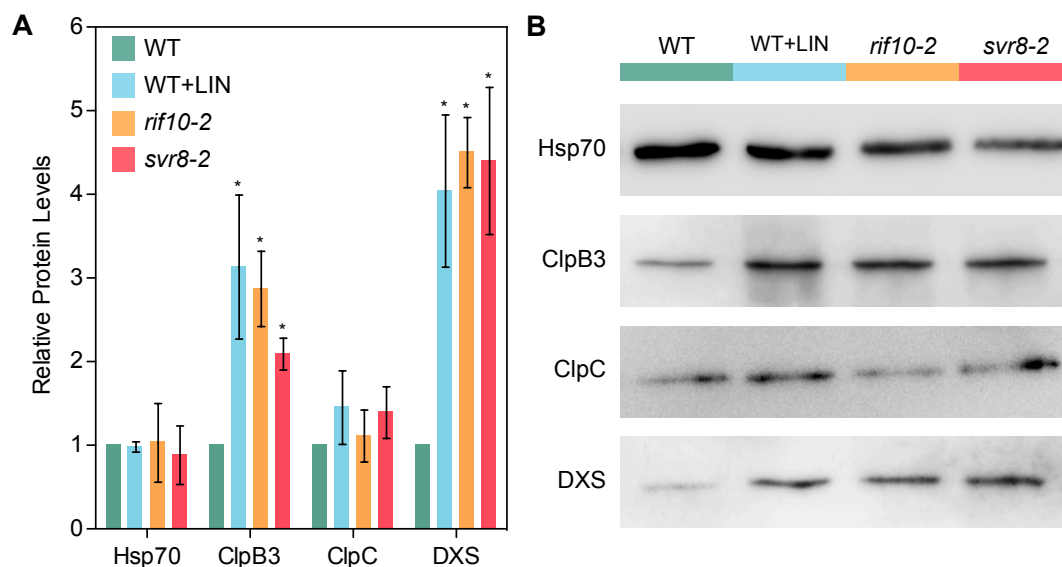 A
Relative Protein Levels
6
5
4
3
2
1
0
WT
WT+LIN
rif10-2
svr8-2
* * *
* * *
Hsp70 ClpB3 ClpC DXS
B
WT WT+LIN rif10-2 svr8-2
Hsp70
ClpB3
ClpC
DXS